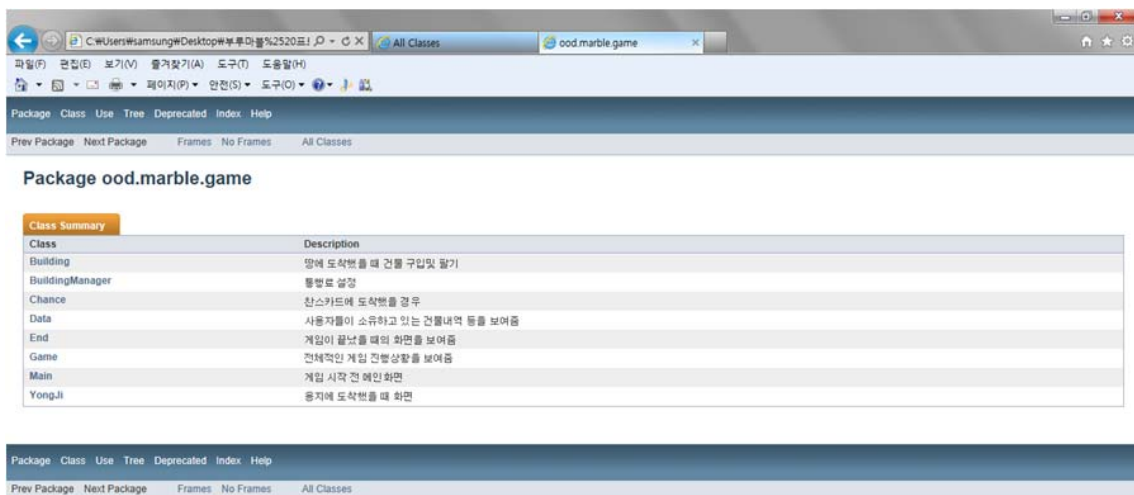 C:₩Users₩samsung₩Desktop₩부루마블%2520프!
All Classes
ood.marble.game
파일(F) 편집(E) 보기(V) 즐겨찾기(A) 도구(T) 도움말(H)
페이지(P) 안전(S) 도구(O)
Package Class Use Tree Deprecated Index Help
Prev Package Next Package Frames No Frames All Classes
Package ood.marble.game
Class Summary
Class Description
Building 땅에 도착했을 때 건물 구입및 팔기
BuildingManager 통행료 설정
Chance 찬스카드에 도착했을 경우
Data 사용자들이 소유하고 있는 건물내역 등을 보여줌
End 게임이 끝났을 때의 화면을 보여줌
Game 전체적인 게임 진행상황을 보여줌
Main 게임 시작 전 메인화면
YongJi 용지에 도착했을 때 화면
Package Class Use Tree Deprecated Index Help
Prev Package Next Package Frames No Frames All Classes